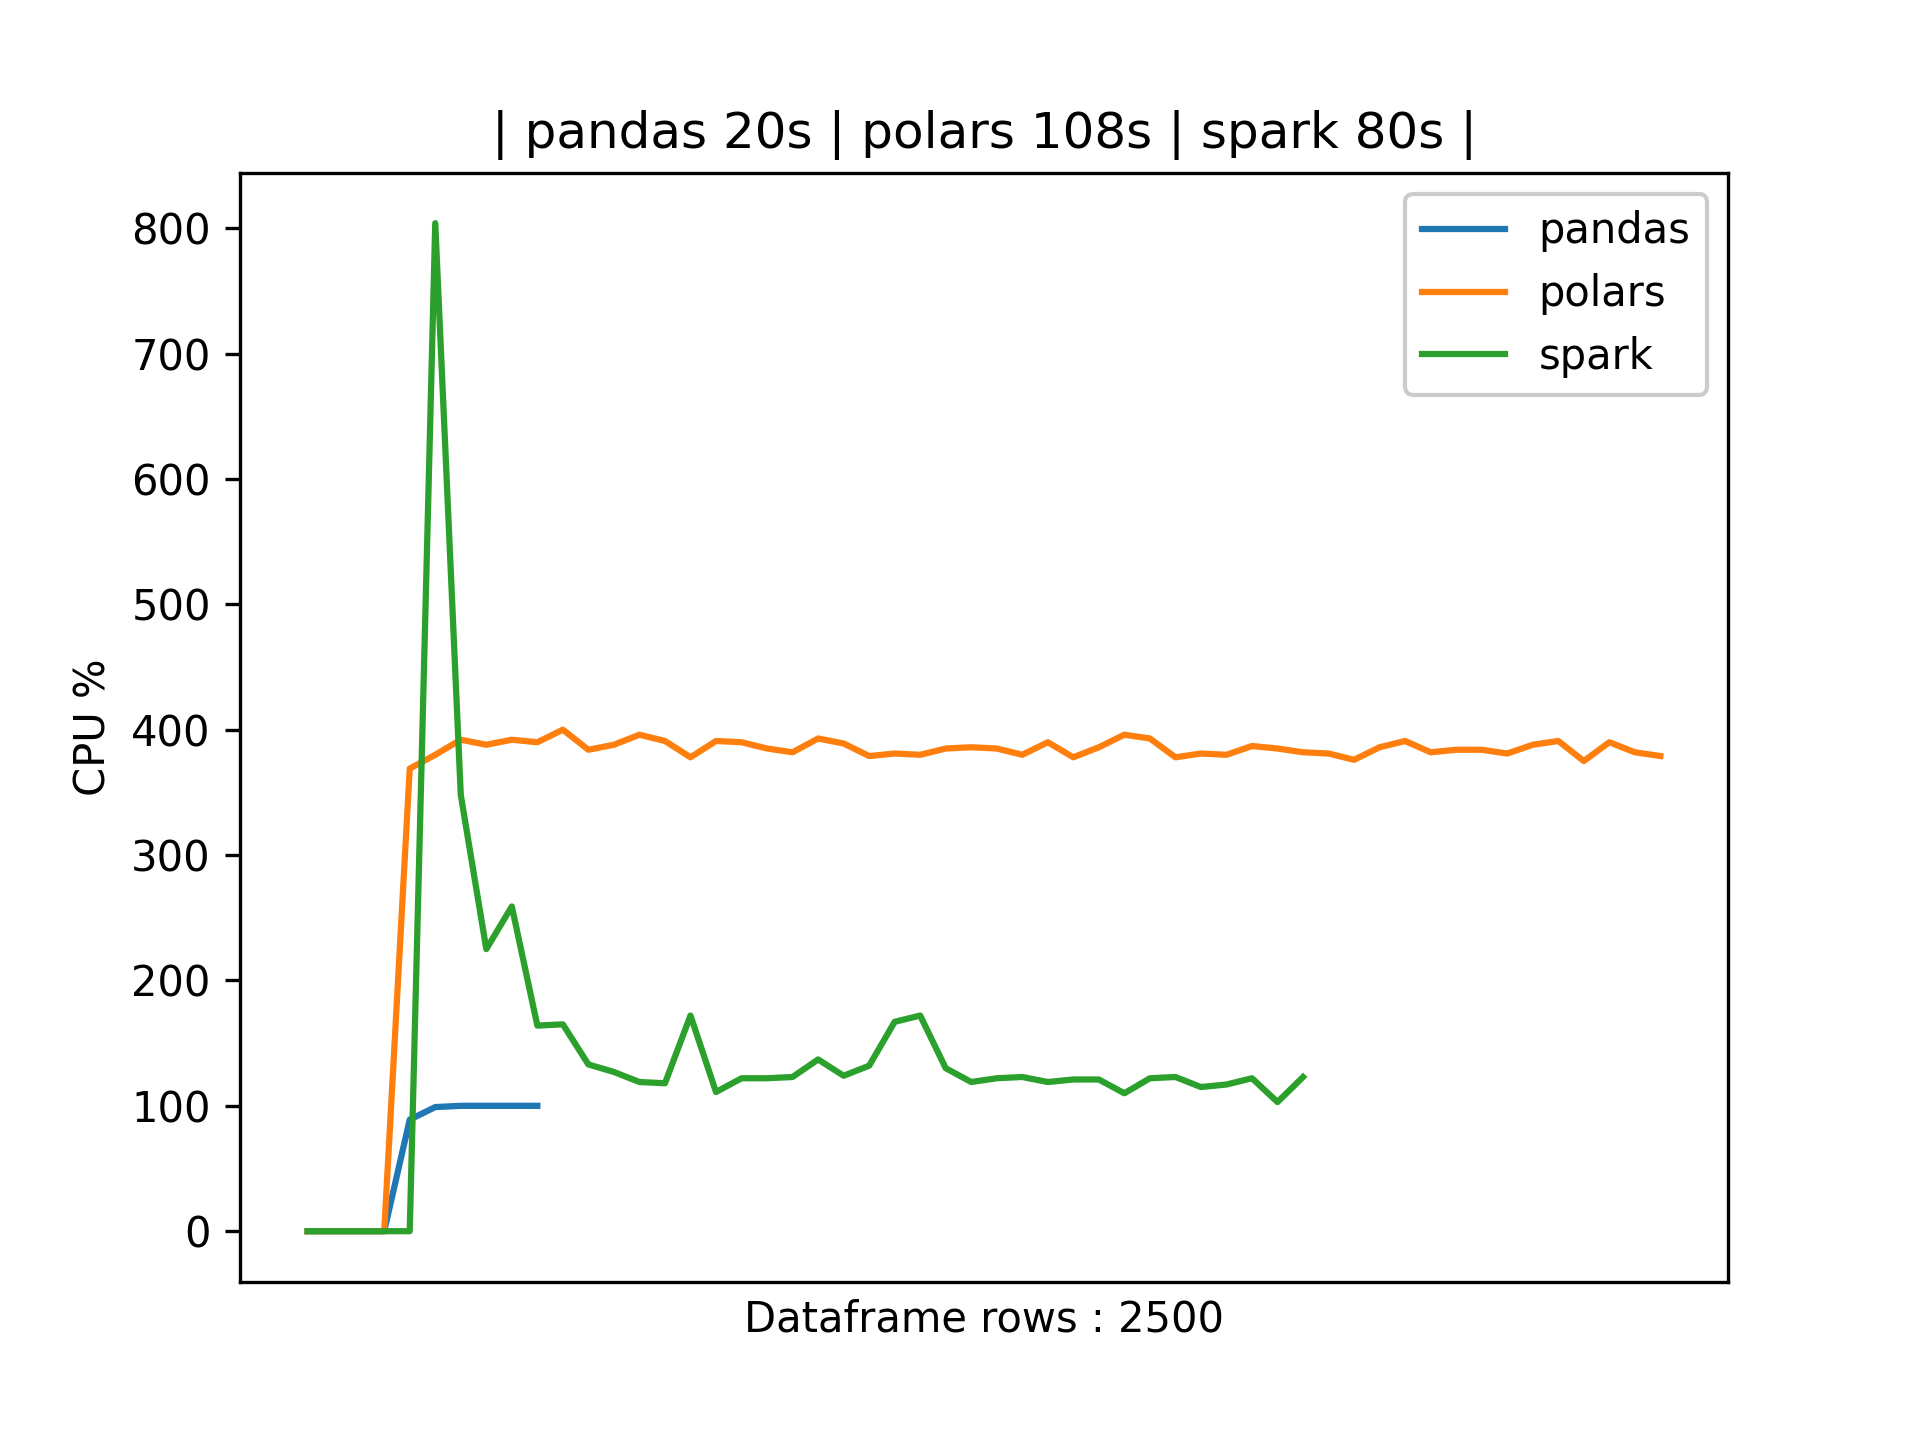 | pandas 20s | polars 108s | spark 80s |
pandas
polars
spark
800
700
600
500
400
300
200
100
0
CPU %
Dataframe rows : 2500